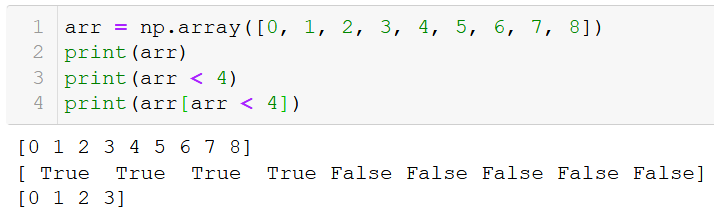 1 arr = np.array([0, 1, 2, 3, 4, 5, 6, 7, 8])
2 print(arr)
3 print(arr < 4)
4 print(arr[arr < 4])
[0 1 2 3 4 5 6 7 8]
[ True  True  True  True False False False False False]
[0 1 2 3]